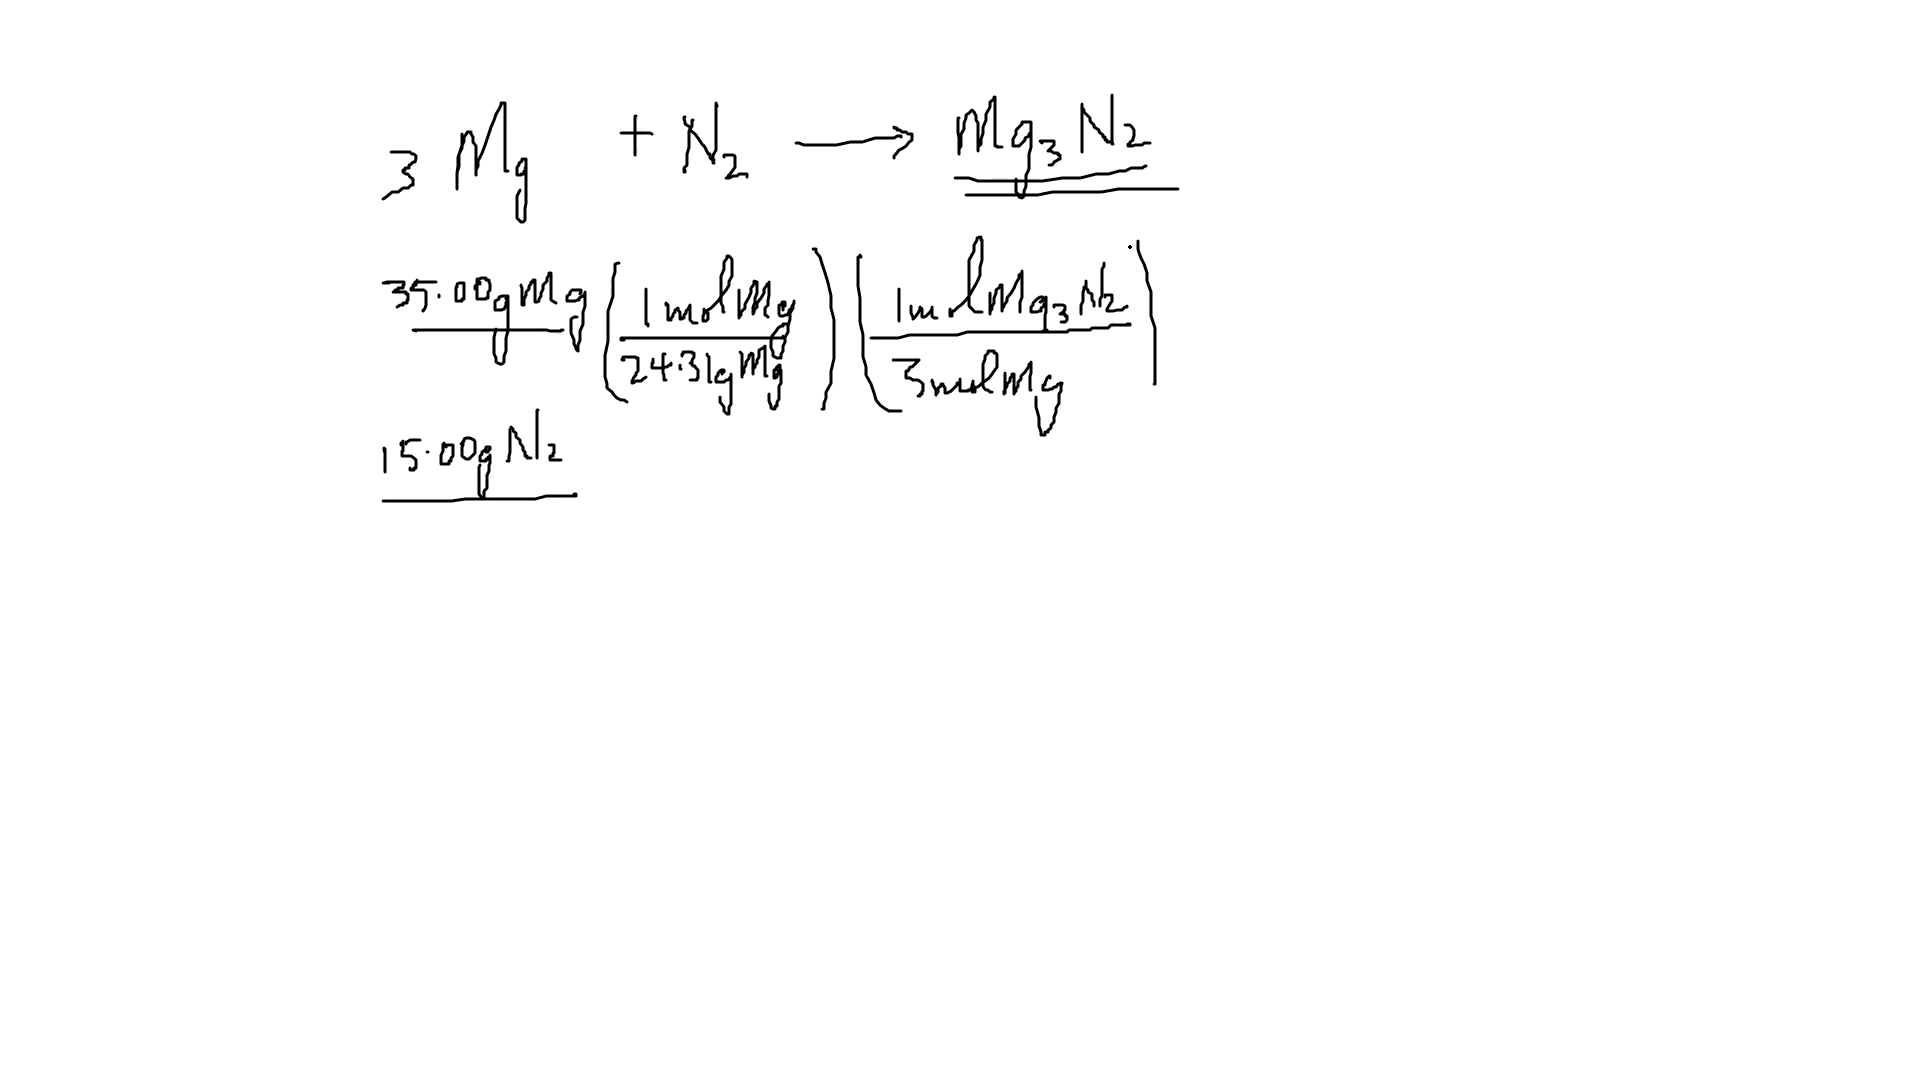 3 Mg + N₂ ⟶ Mg₃N₂
35.00g Mg (1 mol Mg / 24.31g Mg) (1 mol Mg₃N₂ / 3 mol Mg)
15.00g N₂